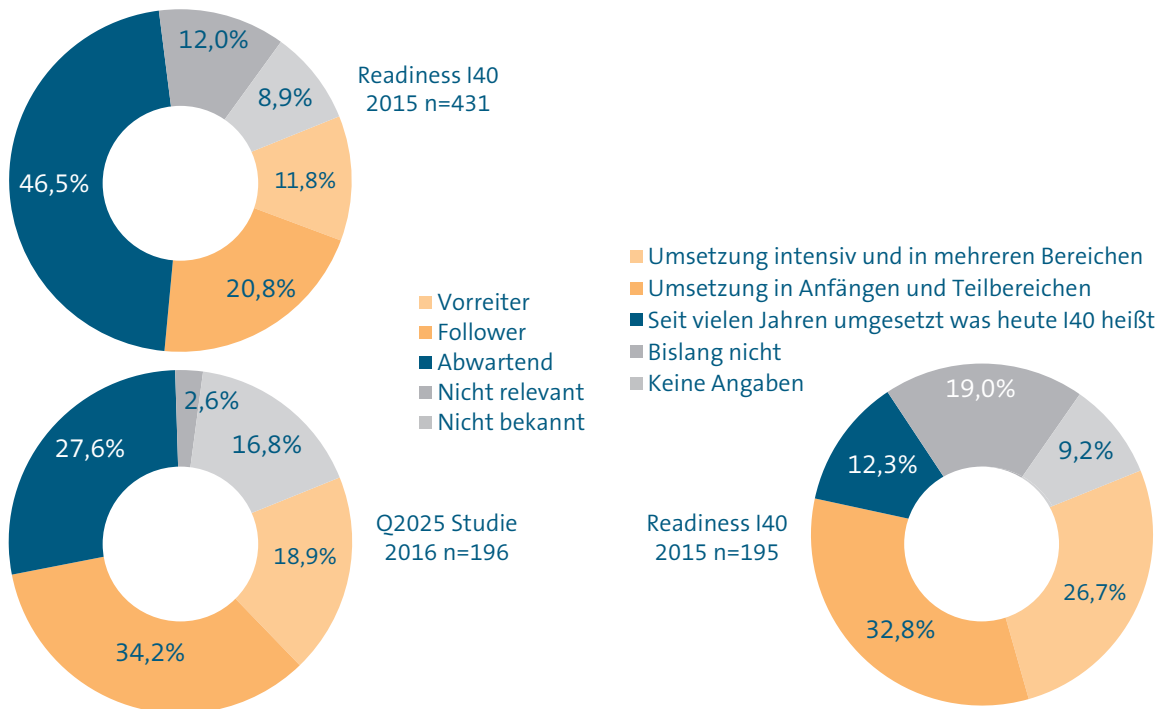 12,0%
8,9%
Readiness I40
2015 n=431
46,5%
11,8%
20,8%
Vorreiter
Follower
Abwartend
Nicht relevant
Nicht bekannt
2,6%
27,6%
16,8%
Q2025 Studie
2016 n=196
18,9%
34,2%
Umsetzung intensiv und in mehreren Bereichen
Umsetzung in Anfängen und Teilbereichen
Seit vielen Jahren umgesetzt was heute I40 heißt
Bislang nicht
Keine Angaben
19,0%
12,3%
9,2%
Readiness I40
2015 n=195
26,7%
32,8%